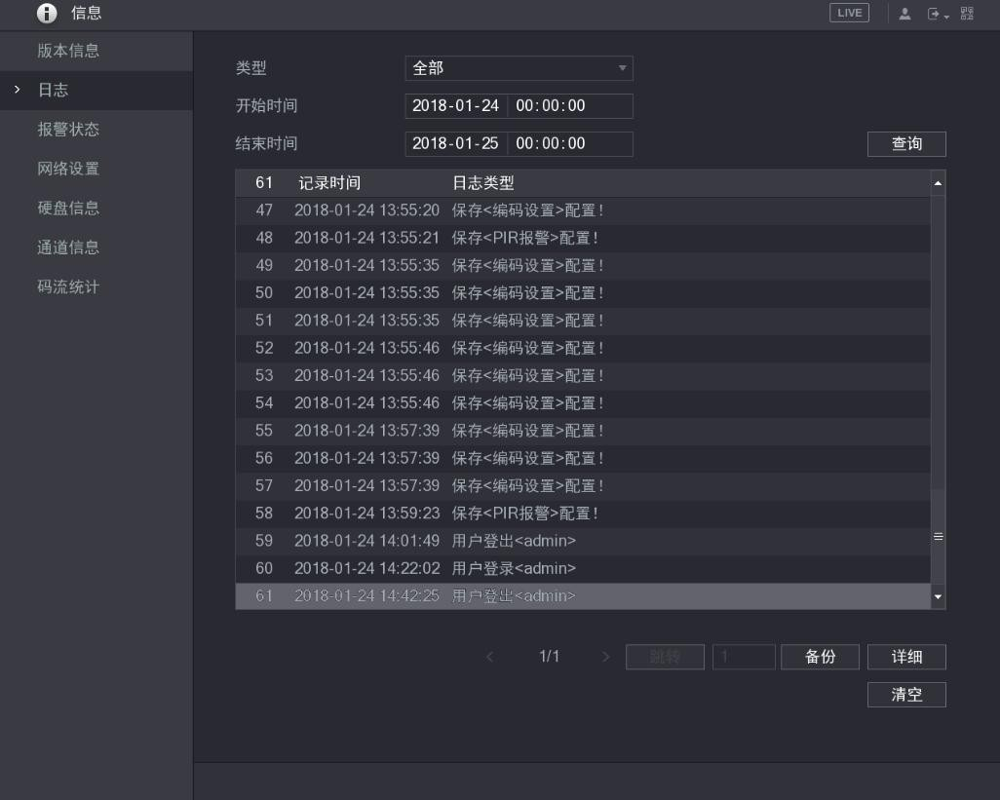 信息
LIVE
版本信息
日志
报警状态
网络设置
硬盘信息
通道信息
码流统计
类型 全部
开始时间 2018-01-24 00:00:00
结束时间 2018-01-25 00:00:00 查询
61 记录时间 日志类型
47 2018-01-24 13:55:20 保存<编码设置>配置!
48 2018-01-24 13:55:21 保存<PIR报警>配置!
49 2018-01-24 13:55:35 保存<编码设置>配置!
50 2018-01-24 13:55:35 保存<编码设置>配置!
51 2018-01-24 13:55:35 保存<编码设置>配置!
52 2018-01-24 13:55:46 保存<编码设置>配置!
53 2018-01-24 13:55:46 保存<编码设置>配置!
54 2018-01-24 13:55:46 保存<编码设置>配置!
55 2018-01-24 13:57:39 保存<编码设置>配置!
56 2018-01-24 13:57:39 保存<编码设置>配置!
57 2018-01-24 13:57:39 保存<编码设置>配置!
58 2018-01-24 13:59:23 保存<PIR报警>配置!
59 2018-01-24 14:01:49 用户登出<admin>
60 2018-01-24 14:22:02 用户登录<admin>
61 2018-01-24 14:42:25 用户登出<admin>
< 1/1 > 跳转 1 备份 详细
清空